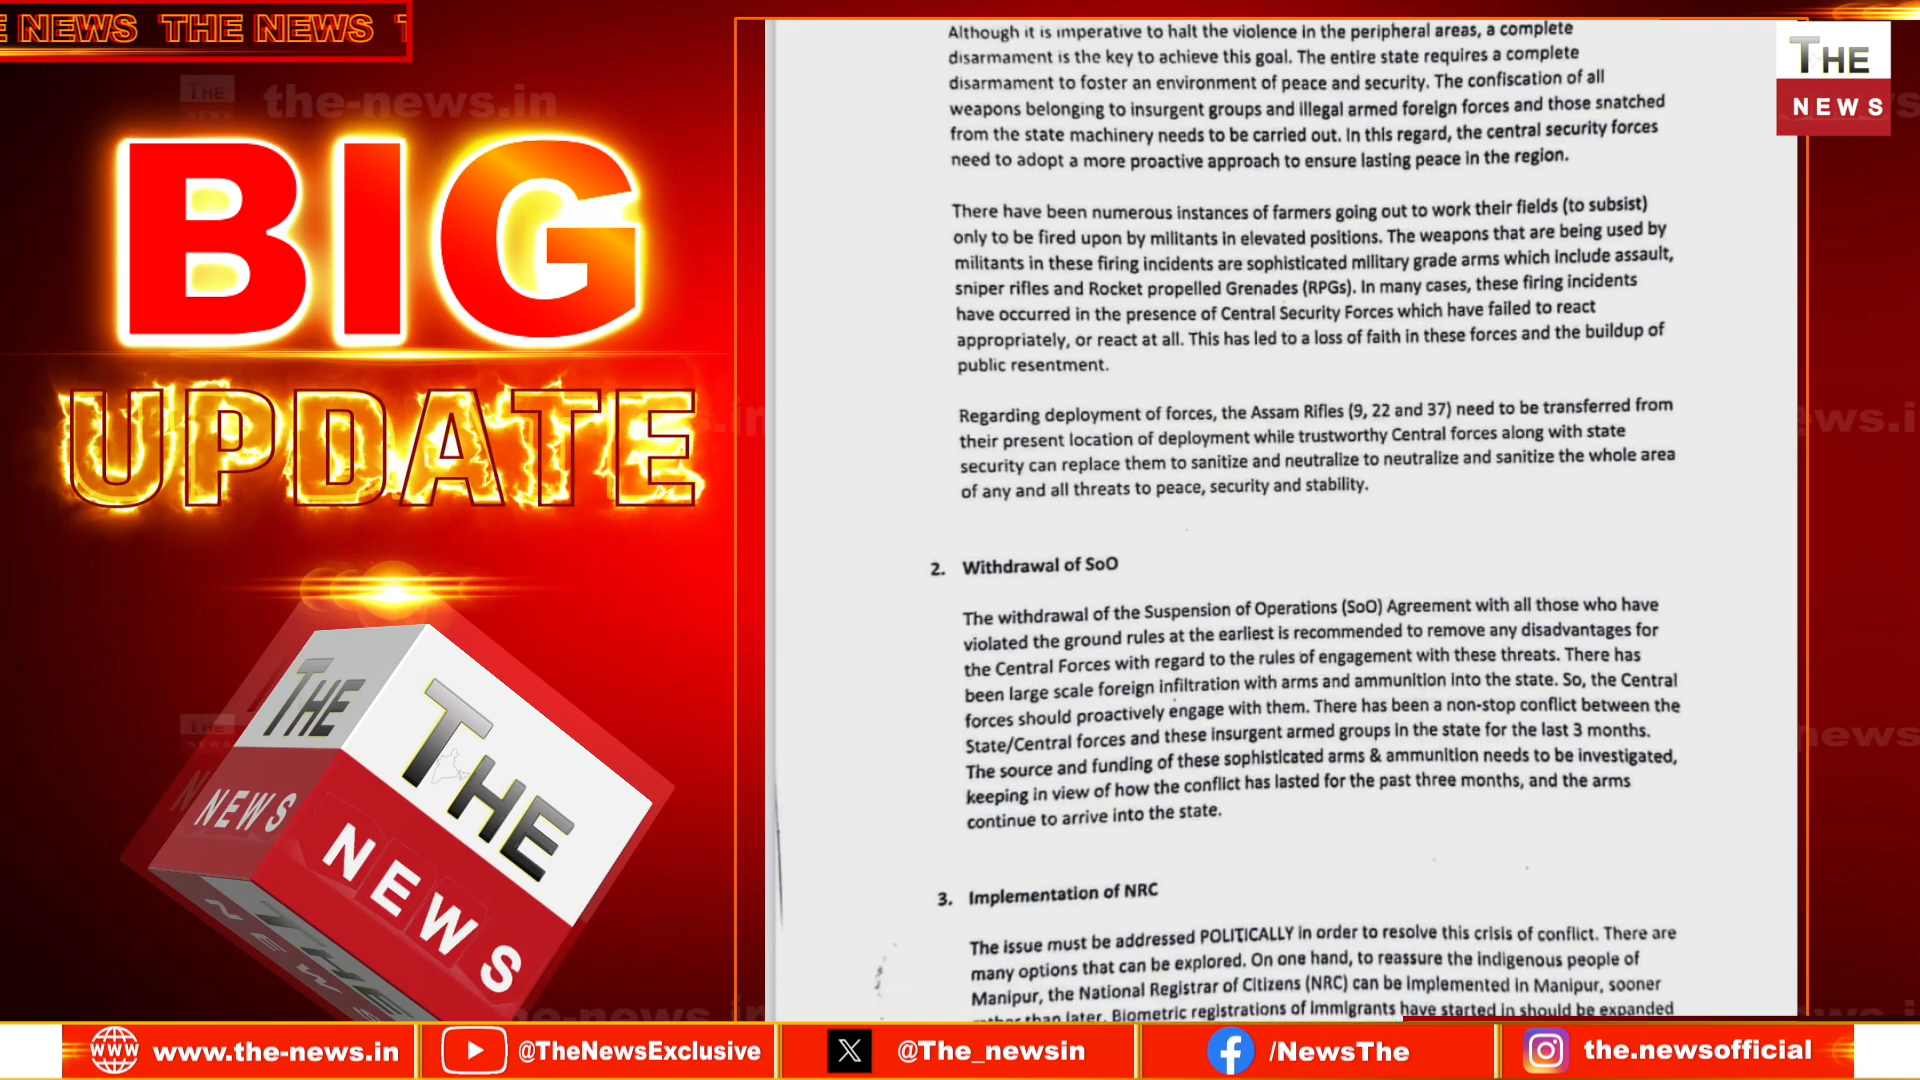 E NEWS THE NEWS T
the-news.in
BIG
UPDATE
THE
NEWS
THE
NEWS
THE
NEWS
Although it is imperative to halt the violence in the peripheral areas, a complete
disarmament is the key to achieve this goal. The entire state requires a complete
disarmament to foster an environment of peace and security. The confiscation of all
weapons belonging to insurgent groups and illegal armed foreign forces and those snatched
from the state machinery needs to be carried out. In this regard, the central security forces
need to adopt a more proactive approach to ensure lasting peace in the region.
There have been numerous instances of farmers going out to work their fields (to subsist)
only to be fired upon by militants in elevated positions. The weapons that are being used by
militants in these firing incidents are sophisticated military grade arms which include assault,
sniper rifles and Rocket propelled Grenades (RPGs). In many cases, these firing incidents
have occurred in the presence of Central Security Forces which have failed to react
appropriately, or react at all. This has led to a loss of faith in these forces and the buildup of
public resentment.
Regarding deployment of forces, the Assam Rifles (9, 22 and 37) need to be transferred from
their present location of deployment while trustworthy Central forces along with state
security can replace them to sanitize and neutralize to neutralize and sanitize the whole area
of any and all threats to peace, security and stability.
2. Withdrawal of SoO
The withdrawal of the Suspension of Operations (SoO) Agreement with all those who have
violated the ground rules at the earliest is recommended to remove any disadvantages for
the Central Forces with regard to the rules of engagement with these threats. There has
been large scale foreign infiltration with arms and ammunition into the state. So, the Central
forces should proactively engage with them. There has been a non-stop conflict between the
State/Central forces and these insurgent armed groups in the state for the last 3 months.
The source and funding of these sophisticated arms & ammunition needs to be investigated,
keeping in view of how the conflict has lasted for the past three months, and the arms
continue to arrive into the state.
3. Implementation of NRC
The issue must be addressed POLITICALLY in order to resolve this crisis of conflict. There are
many options that can be explored. On one hand, to reassure the indigenous people of
Manipur, the National Registrar of Citizens (NRC) can be implemented in Manipur, sooner
rather than later. Biometric registrations of Immigrants have started in should be expanded
www.the-news.in
@TheNewsExclusive
@The_newsin
/NewsThe
the.newsofficial